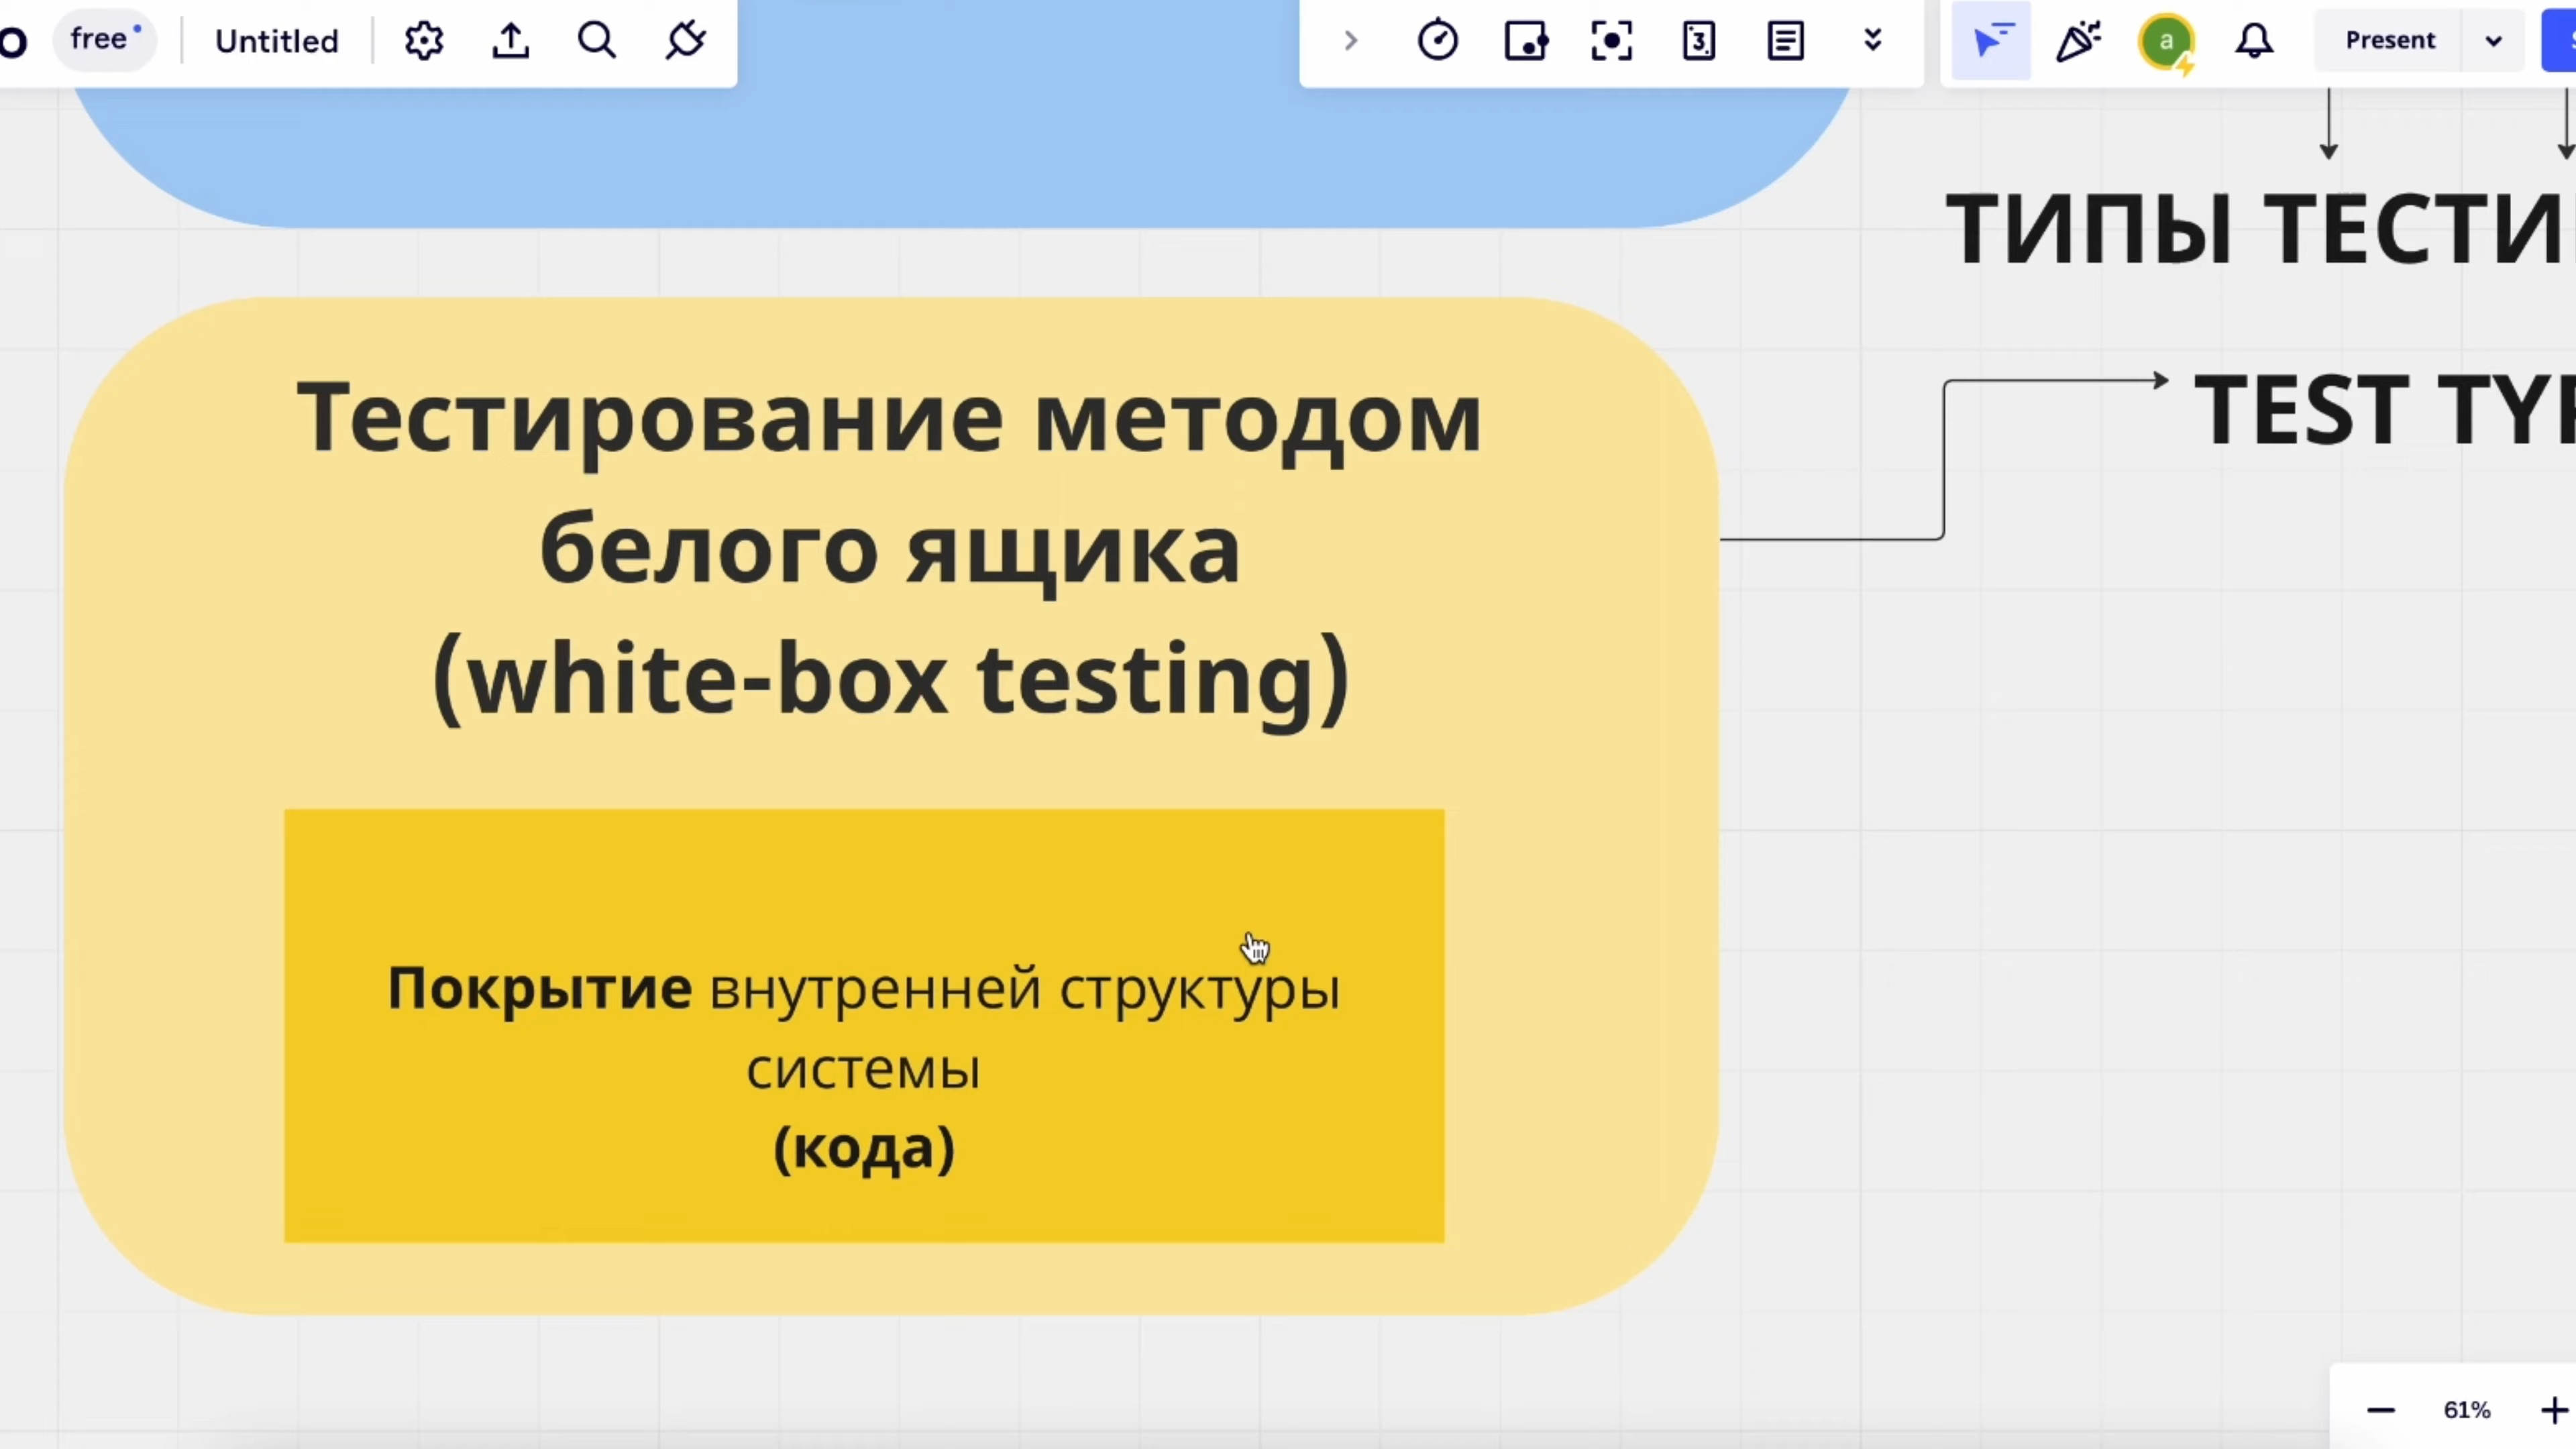 free
Untitled
Present
ТИПЫ ТЕСТИ
TEST TY
Тестирование методом
белого ящика
(white-box testing)
Покрытие внутренней структуры
системы
(кода)
61%